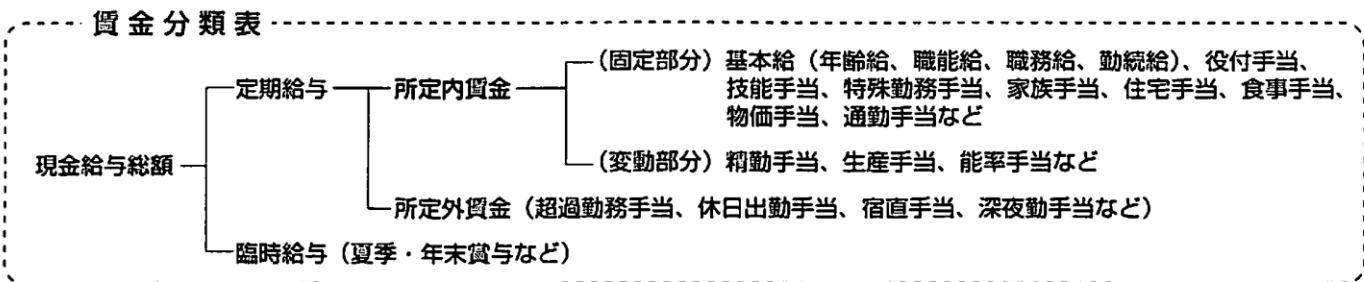 賃金分類表
(固定部分)基本給(年齢給、職能給、職務給、勤続給)、役付手当、
定期給与 所定内賃金
技能手当、特殊勤務手当、家族手当、住宅手当、食事手当、
物価手当、通勤手当など
現金給与総額
(変動部分)精勤手当、生産手当、能率手当など
所定外賃金(超過勤務手当、休日出勤手当、宿直手当、深夜勤手当など)
臨時給与(夏季・年末賞与など)